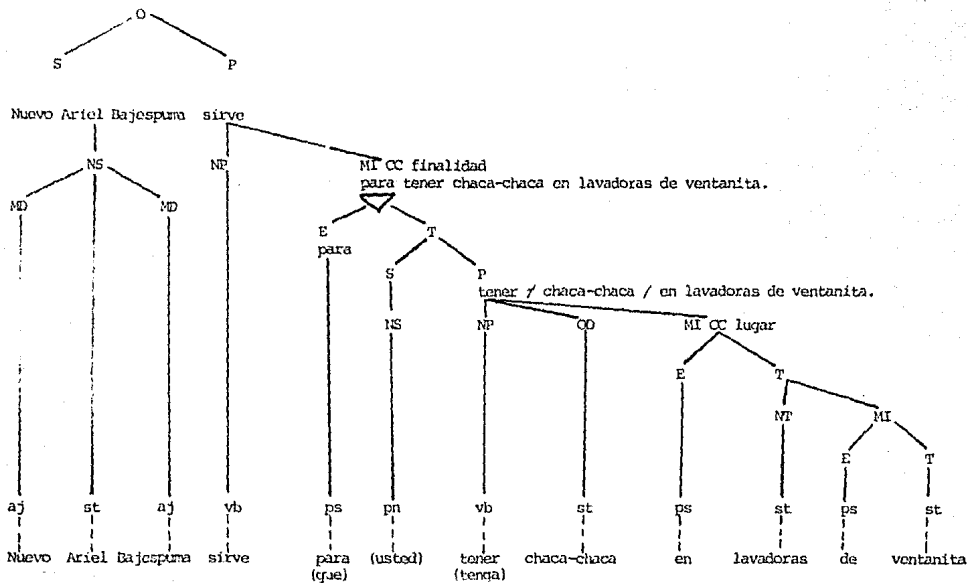 O
S P
Nuevo Ariel Bajespuma sirve
NS NP MI CC finalidad
para tener chaca-chaca en lavadoras de ventanita.
MD MD
E T
para
S P
tener / chaca-chaca / en lavadoras de ventanita.
NS NP OD MI CC lugar
E T
NT MI
E T
aj st aj vb ps pn vb st ps st ps st
Nuevo Ariel Bajespuma sirve para (usted) tener chaca-chaca en lavadoras de ventanita
(que) (tenga)